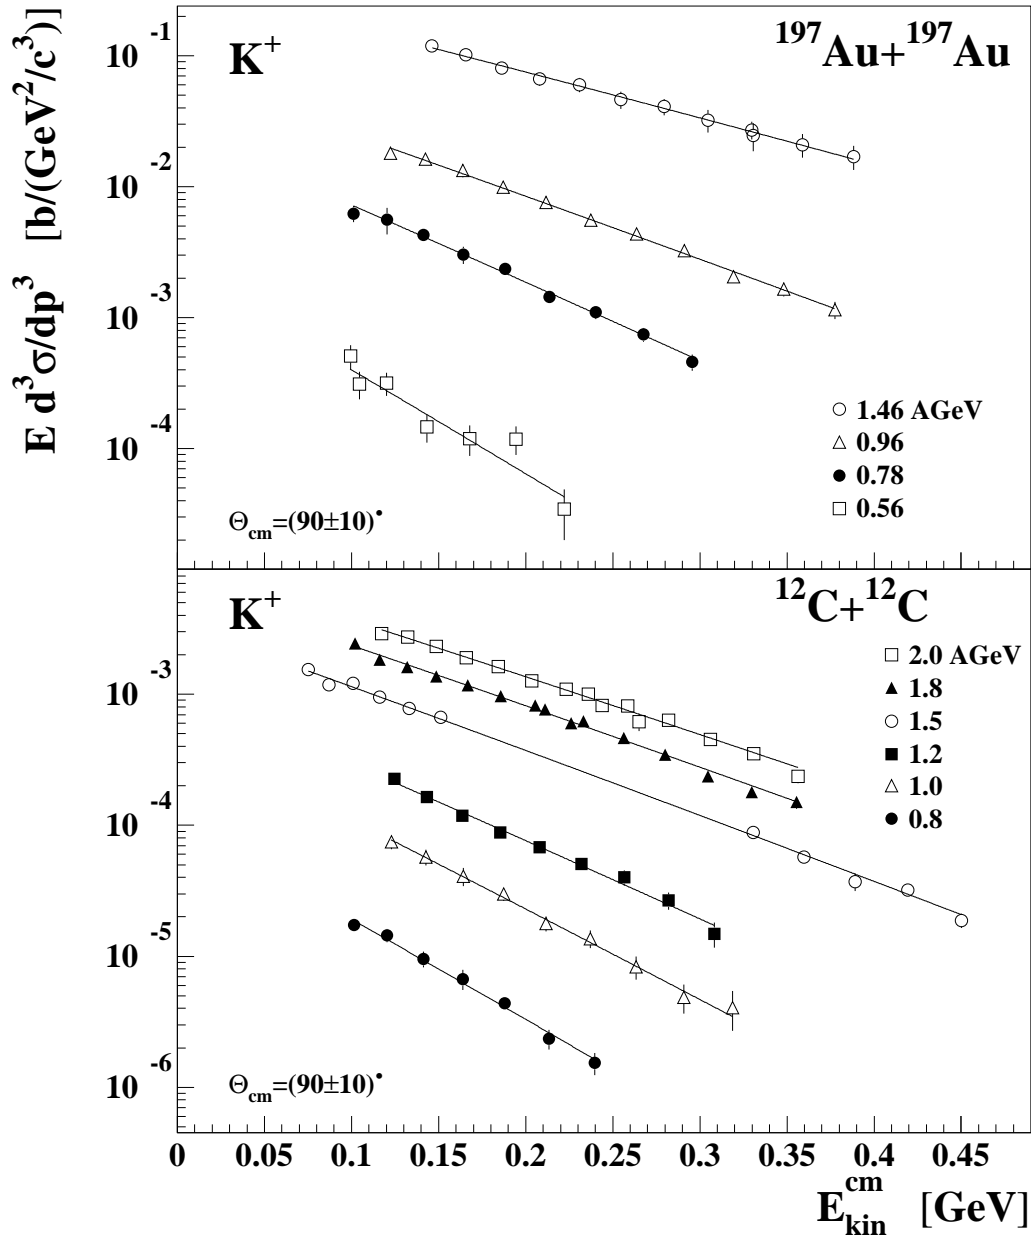 K⁺
¹⁹⁷Au+¹⁹⁷Au
E d³σ/dp³ [b/(GeV²/c³)]
10⁻¹
10⁻²
10⁻³
10⁻⁴
1.46 AGeV
0.96
0.78
0.56
Θcm=(90±10)°
K⁺
¹²C+¹²C
2.0 AGeV
1.8
1.5
1.2
1.0
0.8
10⁻³
10⁻⁴
10⁻⁵
10⁻⁶
Θcm=(90±10)°
0 0.1 0.15 0.2 0.25 0.3 0.35 0.4 0.45
E cm kin [GeV]